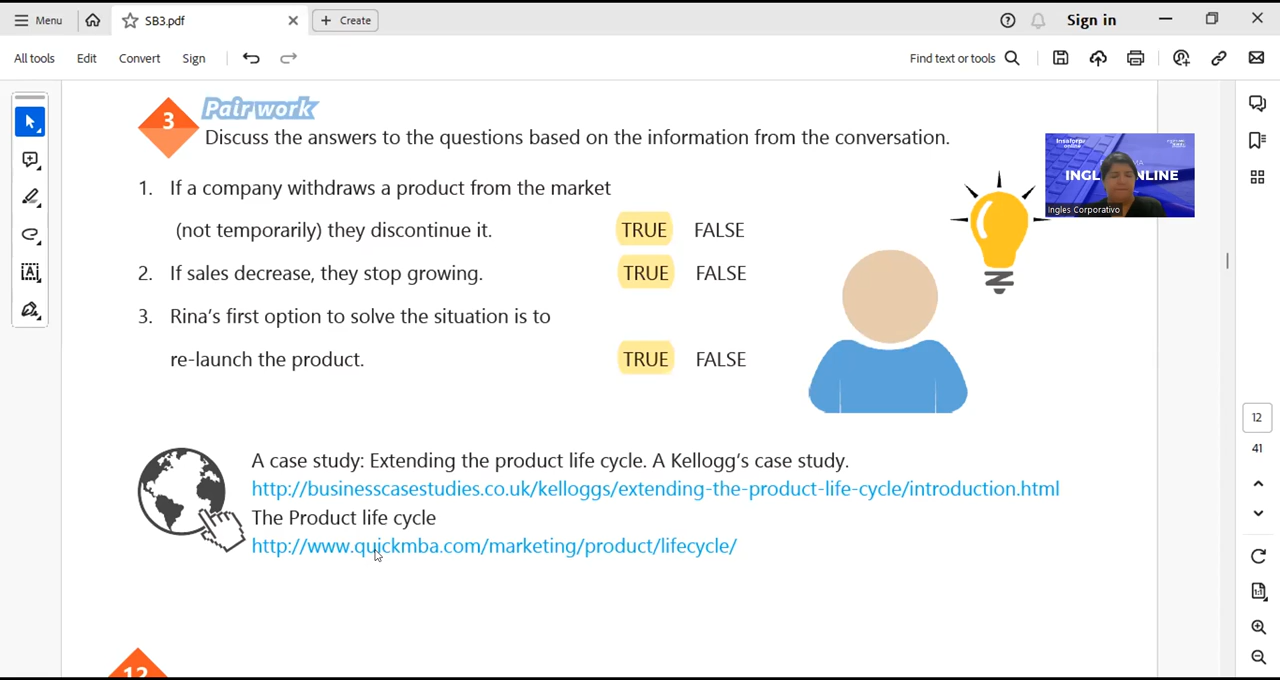 Menu
SB3.pdf
Create
Sign in
All tools
Edit
Convert
Sign
Find text or tools
3
Pair work
Discuss the answers to the questions based on the information from the conversation.
1. If a company withdraws a product from the market
(not temporarily) they discontinue it. TRUE FALSE
2. If sales decrease, they stop growing. TRUE FALSE
3. Rina's first option to solve the situation is to
re-launch the product. TRUE FALSE
Ingles Corporativo
A case study: Extending the product life cycle. A Kellogg's case study.
http://businesscasestudies.co.uk/kelloggs/extending-the-product-life-cycle/introduction.html
The Product life cycle
http://www.quickmba.com/marketing/product/lifecycle/
12
12
41